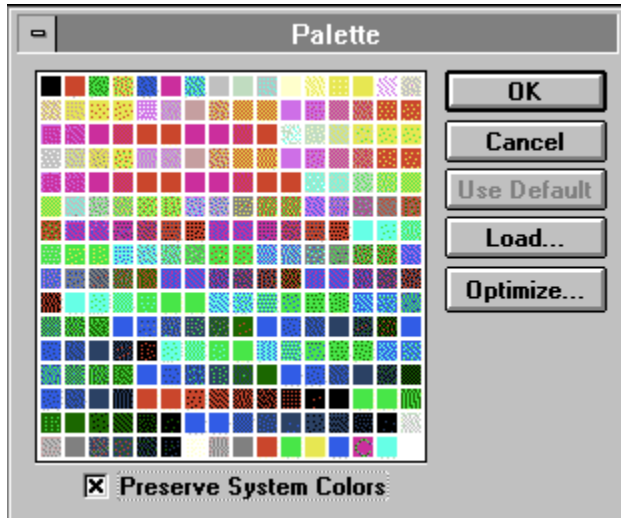 Palette
OK
Cancel
Use Default
Load...
Optimize...
Preserve System Colors